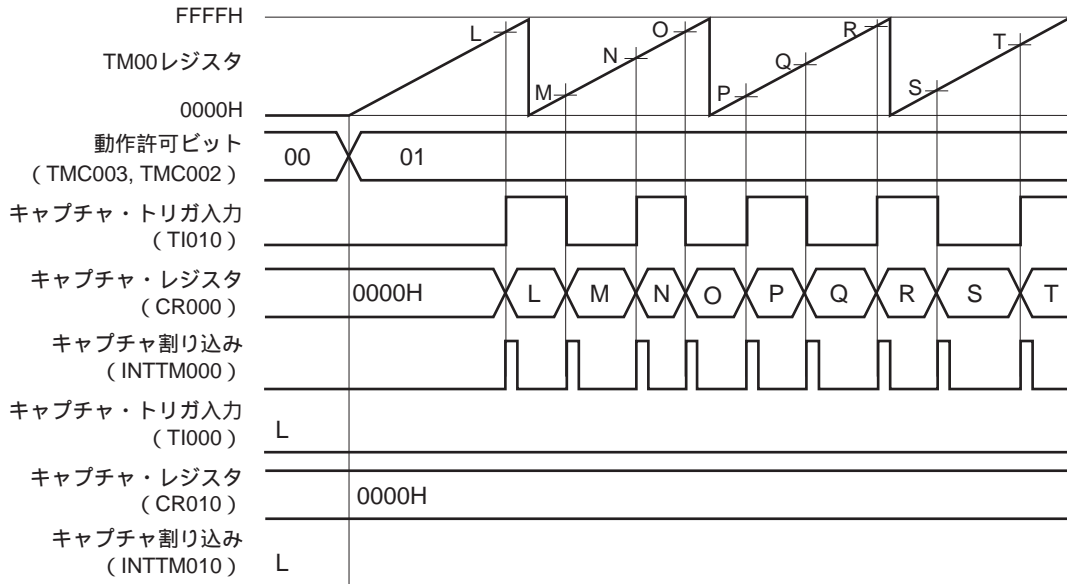 FFFFH
L
O
R
T
TM00レジスタ
N
Q
M
P
S
0000H
動作許可ビット
（TMC003, TMC002）
00
01
キャプチャ・トリガ入力
（TI010）
キャプチャ・レジスタ
（CR000）
0000H
L
M
N
O
P
Q
R
S
T
キャプチャ割り込み
（INTTM000）
キャプチャ・トリガ入力
（TI000）
L
キャプチャ・レジスタ
（CR010）
0000H
キャプチャ割り込み
（INTTM010）
L